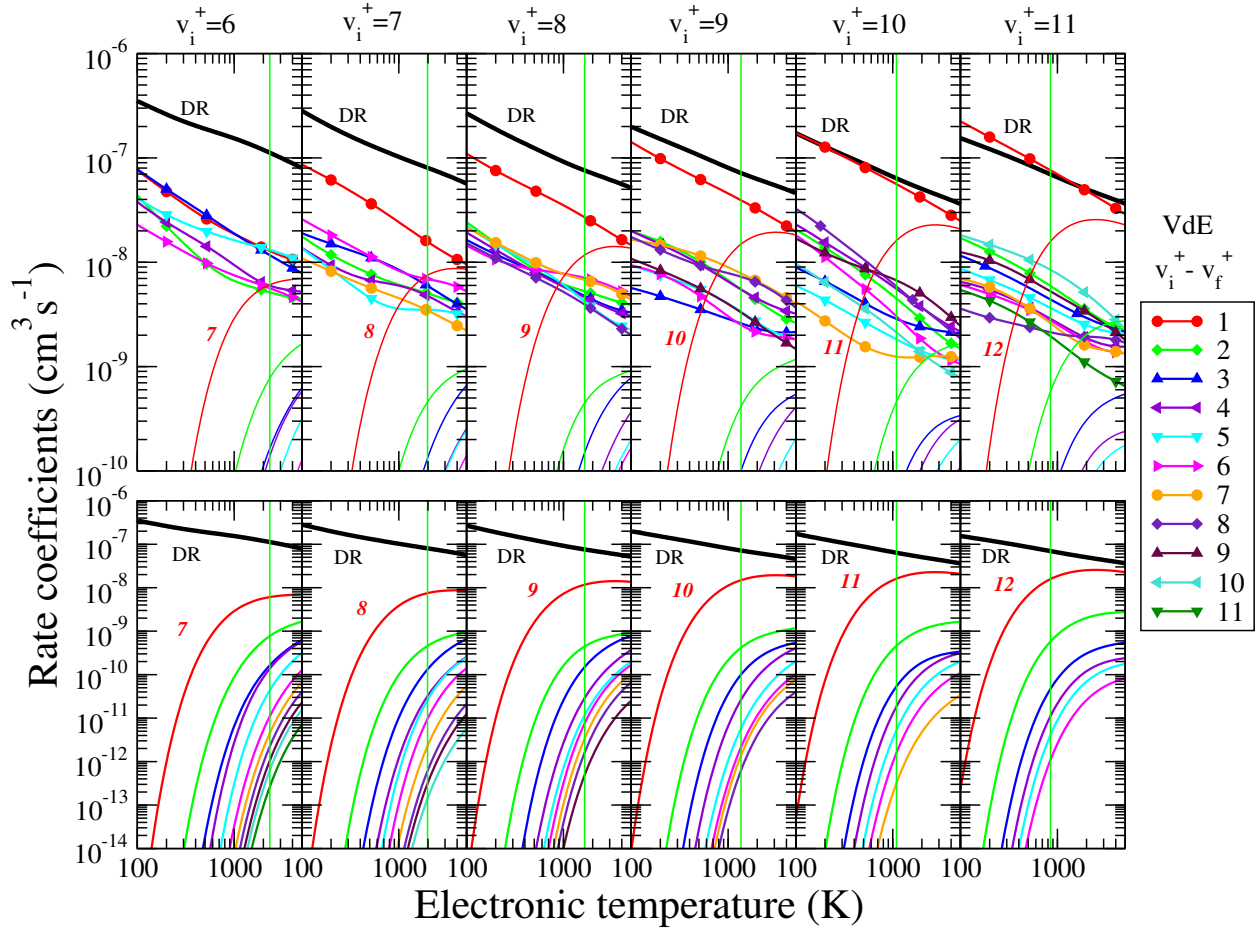 v_i^+=6 v_i^+=7 v_i^+=8 v_i^+=9 v_i^+=10 v_i^+=11
Rate coefficients (cm^3 s^-1)
10^-6
10^-7
10^-8
10^-9
10^-10
DR DR DR DR DR DR
7 8 9 10 11 12
VdE
v_i^+ - v_f^+
1
2
3
4
5
6
7
8
9
10
11
10^-6
10^-7
10^-8
10^-9
10^-10
10^-11
10^-12
10^-13
10^-14
DR DR DR DR DR DR
7 8 9 10 11 12
100 1000 100 1000 100 1000 100 1000 100 1000 100 1000
Electronic temperature (K)